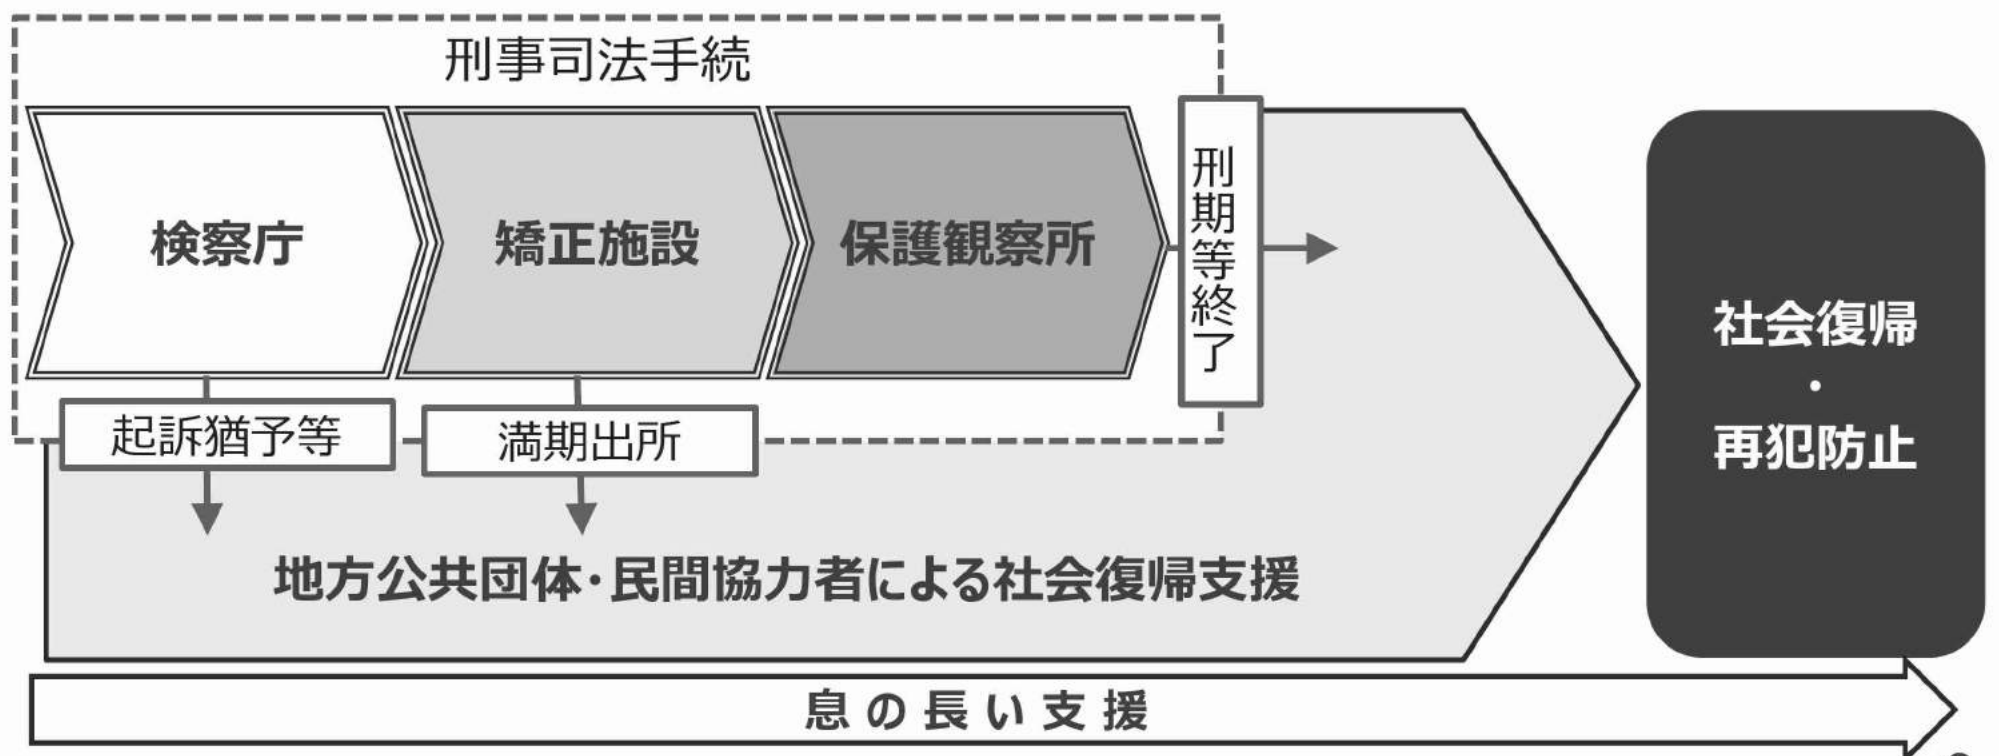 刑事司法手続
検察庁
矯正施設
保護観察所
刑期等終了
起訴猶予等
満期出所
地方公共団体・民間協力者による社会復帰支援
社会復帰
・
再犯防止
息の長い支援